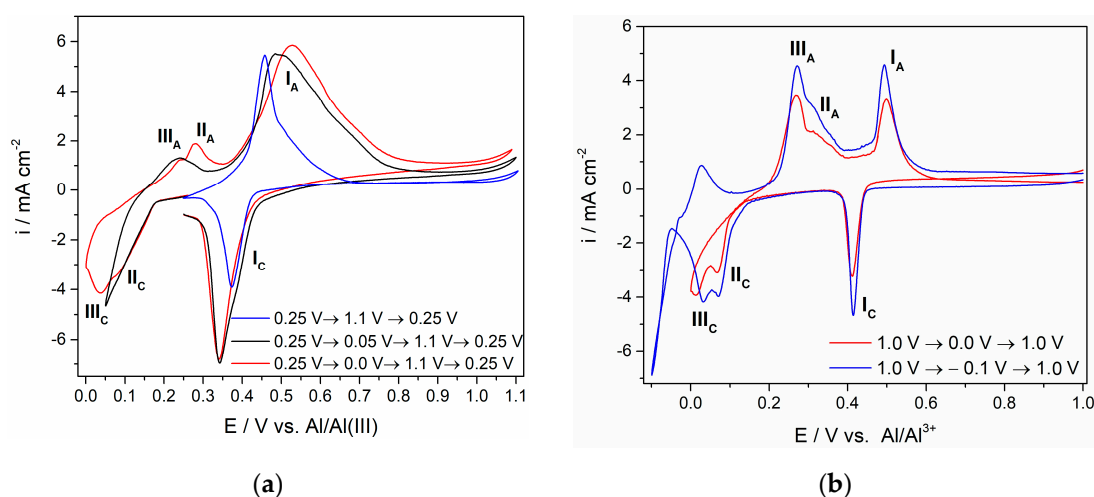 6
4
2
0
-2
-4
-6
i / mA cm⁻²
III_A
II_A
I_A
I_C
II_C
III_C
0.25 V→ 1.1 V→ 0.25 V
0.25 V→ 0.05 V→ 1.1 V→ 0.25 V
0.25 V→ 0.0 V→ 1.1 V→ 0.25 V
0.0 0.1 0.2 0.3 0.4 0.5 0.6 0.7 0.8 0.9 1.0 1.1
E / V vs. Al/Al(III)
(a)
6
4
2
0
-2
-4
-6
i / mA cm⁻²
III_A
II_A
I_A
II_C
III_C
I_C
1.0 V → 0.0 V → 1.0 V
1.0 V → – 0.1 V → 1.0 V
0.0 0.2 0.4 0.6 0.8 1.0
E / V vs. Al/Al³⁺
(b)